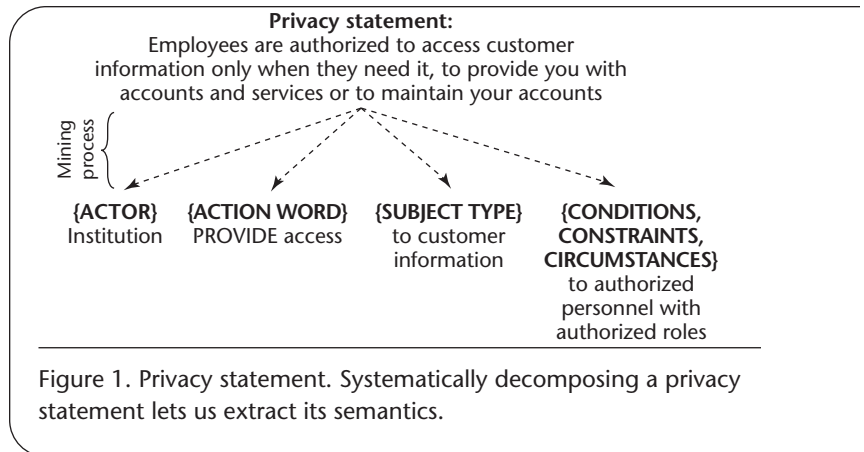 Privacy statement:
Employees are authorized to access customer
information only when they need it, to provide you with
accounts and services or to maintain your accounts
Mining
process
{ACTOR}
Institution
{ACTION WORD}
PROVIDE access
{SUBJECT TYPE}
to customer
information
{CONDITIONS,
CONSTRAINTS,
CIRCUMSTANCES}
to authorized
personnel with
authorized roles
Figure 1. Privacy statement. Systematically decomposing a privacy
statement lets us extract its semantics.